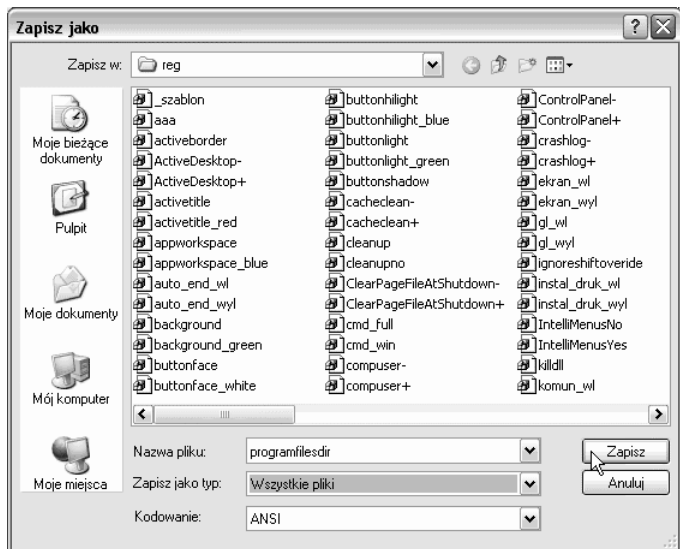 Zapisz jako
Zapisz w: reg
Moje bieżące
dokumenty
Pulpit
Moje dokumenty
Mój komputer
Moje miejsca
_szablon
aaa
activeborder
ActiveDesktop-
ActiveDesktop+
activetitle
activetitle_red
appworkspace
appworkspace_blue
auto_end_wl
auto_end_wyl
background
background_green
buttonface
buttonface_white
buttonhilight
buttonhilight_blue
buttonlight
buttonlight_green
buttonshadow
cacheclean-
cacheclean+
cleanup
cleanupno
ClearPageFileAtShutdown-
ClearPageFileAtShutdown+
cmd_full
cmd_win
compuser-
compuser+
ControlPanel-
ControlPanel+
crashlog-
crashlog+
ekran_wl
ekran_wyl
gl_wl
gl_wyl
ignoreshiftoveride
instal_druk_wl
instal_druk_wyl
IntelliMenusNo
IntelliMenusYes
killdll
komun_wl
Nazwa pliku: programfilesdir Zapisz
Zapisz jako typ: Wszystkie pliki Anuluj
Kodowanie: ANSI